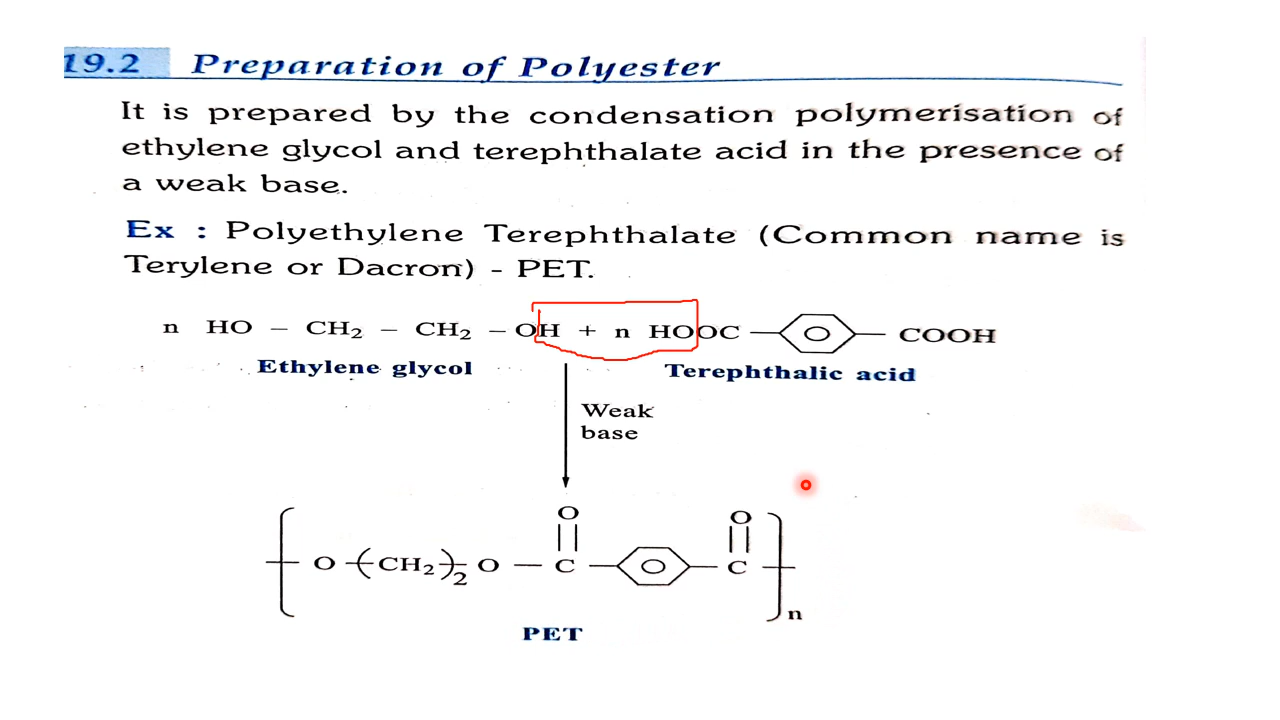 19.2 Preparation of Polyester
It is prepared by the condensation polymerisation of
ethylene glycol and terephthalate acid in the presence of
a weak base.
Ex : Polyethylene Terephthalate (Common name is
Terylene or Dacron) - PET.
n HO – CH₂ – CH₂ – OH + n HOOC – – COOH
Ethylene glycol Terephthalic acid
Weak
base
O O
O –(CH₂)₂ O – C – – C
n
PET